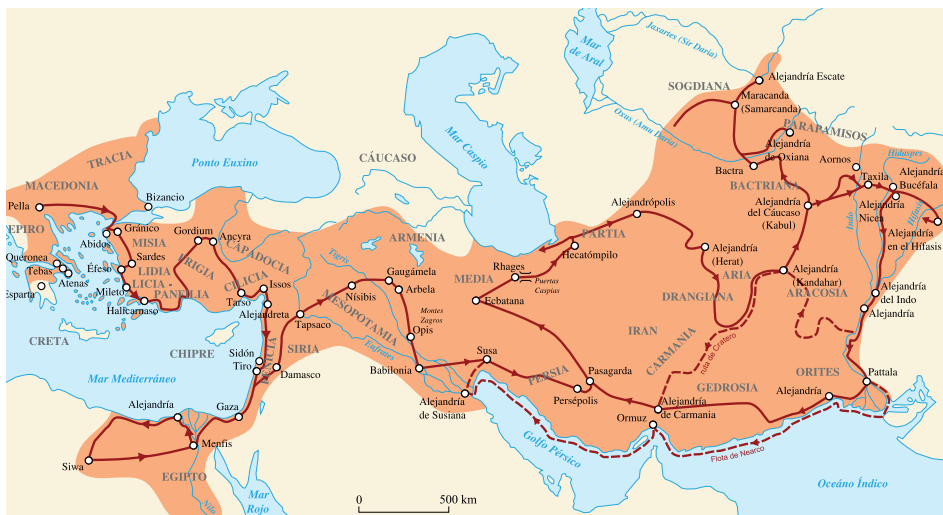 Jaxartes (Sir Daria)
Mar
de Aral
Alejandría Escate
SOGDIANA
Maracanda
(Samarcanda)
Oxus (Amu Daria)
PARAPAMISOS
Mar Caspio
Alejandría
de Oxiana
Aornos
Hidaspes
TRACIA
Ponto Euxino
CÁUCASO
Bactra
Taxila
Alejandría
Bucéfala
MACEDONIA
BACTRIANA
Bizancio
Pella
Alejandrópolis
Alejandría
del Cáucaso
(Kabul)
Indo
Alejandría
Nicea
Hífasis
EPIRO
Gránico
Abidos
Gordium
Ancyra
ARMENIA
PARTIA
Alejandría
en el Hífasis
MISIA
CAPADOCIA
Hecatómpilo
Alejandría
(Herat)
Queronea
Sardes
Tigris
Tebas
Éfeso
LIDIA
FRIGIA
Gaugámela
MEDIA
Rhages
ARIA
Alejandría
(Kandahar)
Atenas
Mileto
LICIA -
PANFILIA
CILICIA
Issos
Nísibis
Arbela
Puertas
Caspias
Esparta
Tarso
MESOPOTAMIA
Ecbatana
DRANGIANA
ARACOSIA
Alejandría
del Indo
Halicarnaso
Alejandreta
Tapsaco
Montes
Zagros
Alejandría
CRETA
Opis
IRAN
CHIPRE
Sidón
SIRIA
Éufrates
CARMANIA
Ruta de Crátero
Tiro
FENICIA
Damasco
Babilonia
Susa
PERSIA
Pasagarda
ORITES
Pattala
Mar Mediterráneo
Persépolis
GEDROSIA
Alejandría
Alejandría
Gaza
Alejandría
de Susiana
Alejandría
de Carmania
Ormuz
Menfis
Golfo Pérsico
Flota de Nearco
Siwa
EGIPTO
Océano Índico
Nilo
Mar
Rojo
0
500 km